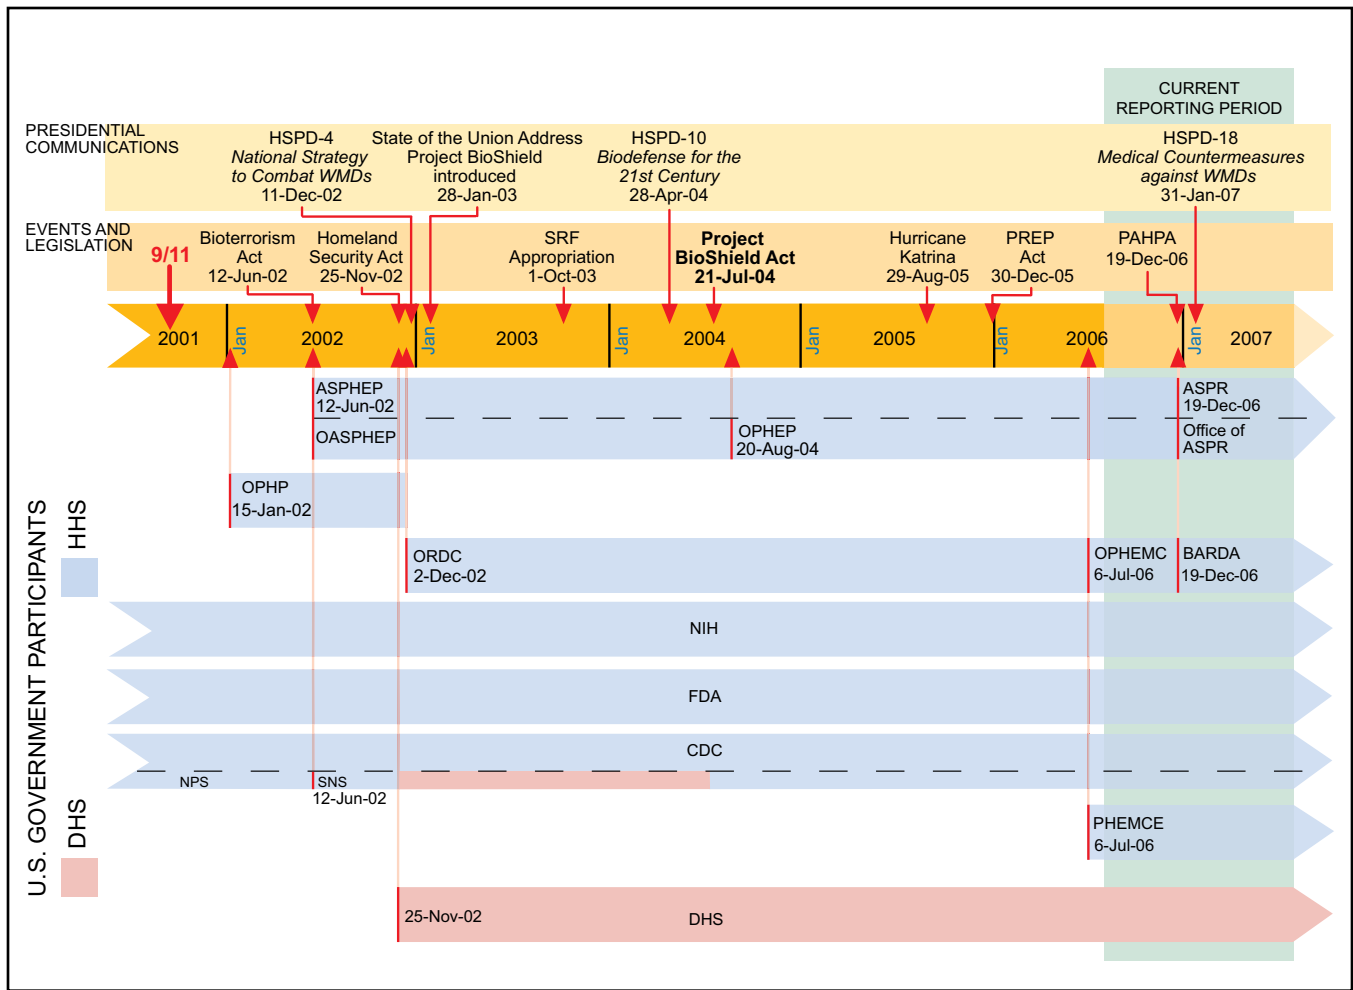 CURRENT
REPORTING PERIOD
PRESIDENTIAL
COMMUNICATIONS
HSPD-4
National Strategy
to Combat WMDs
11-Dec-02
State of the Union Address
Project BioShield
introduced
28-Jan-03
HSPD-10
Biodefense for the
21st Century
28-Apr-04
HSPD-18
Medical Countermeasures
against WMDs
31-Jan-07
EVENTS AND
LEGISLATION
9/11
Bioterrorism
Act
12-Jun-02
Homeland
Security Act
25-Nov-02
SRF
Appropriation
1-Oct-03
Project
BioShield Act
21-Jul-04
Hurricane
Katrina
29-Aug-05
PREP
Act
30-Dec-05
PAHPA
19-Dec-06
2001
Jan
2002
Jan
2003
Jan
2004
Jan
2005
Jan
2006
Jan
2007
ASPHEP
12-Jun-02
OASPHEP
OPHEP
20-Aug-04
ASPR
19-Dec-06
Office of
ASPR
OPHP
15-Jan-02
ORDC
2-Dec-02
OPHEMC
6-Jul-06
BARDA
19-Dec-06
NIH
FDA
CDC
NPS
SNS
12-Jun-02
PHEMCE
6-Jul-06
25-Nov-02
DHS
U.S. GOVERNMENT PARTICIPANTS
HHS
DHS